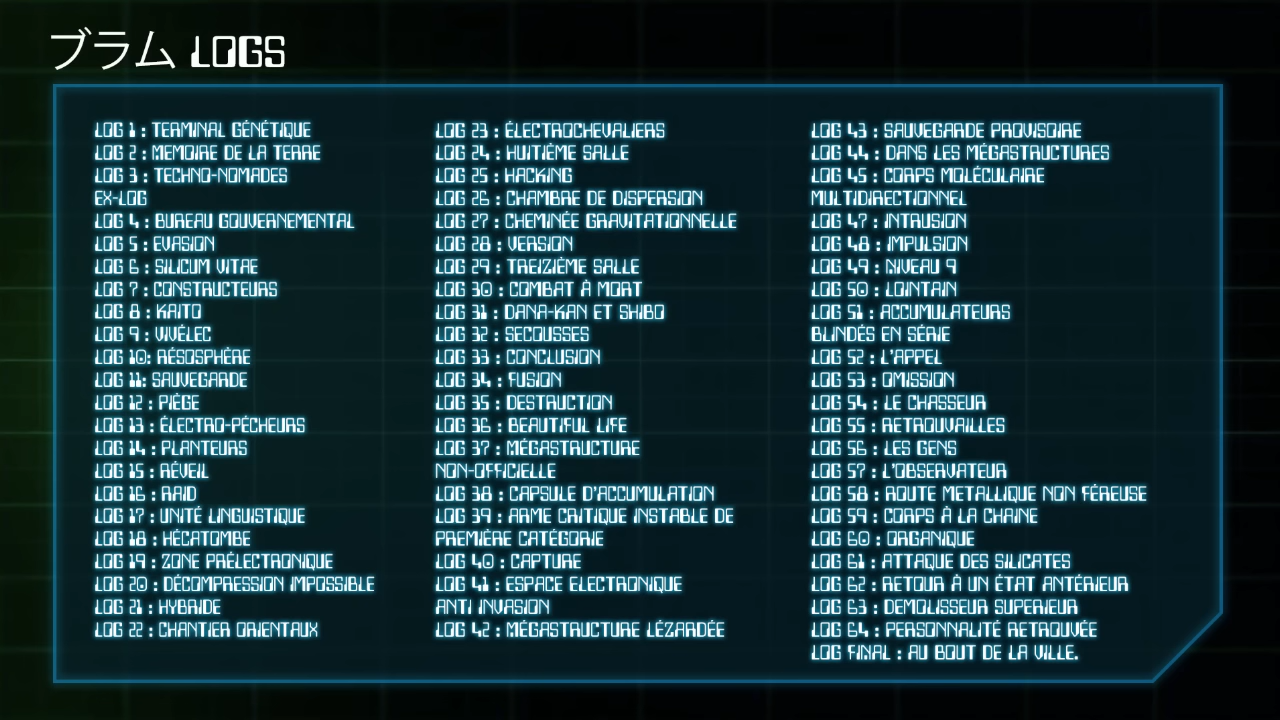 ブラム LOGS
LOG 1 : TERMINAL GÉNÉTIQUE
LOG 2 : MEMOIRE DE LA TERRE
LOG 3 : TECHNO-NOMADES
EX-LOG
LOG 4 : BUREAU GOUVERNEMENTAL
LOG 5 : EVASION
LOG 6 : SILICUM VITAE
LOG 7 : CONSTRUCTEURS
LOG 8 : KAITO
LOG 9 : VIVÉLEC
LOG 10: RÉSOSPHÈRE
LOG 11: SAUVEGARDE
LOG 12 : PIÈGE
LOG 13 : ÉLECTRO-PÉCHEURS
LOG 14 : PLANTEURS
LOG 15 : RÉVEIL
LOG 16 : RAID
LOG 17 : UNITÉ LINGUISTIQUE
LOG 18 : HÉCATOMBE
LOG 19 : ZONE PRÉLECTRONIQUE
LOG 20 : DÉCOMPRESSION IMPOSSIBLE
LOG 21 : HYBRIDE
LOG 22 : CHANTIER ORIENTAUX
LOG 23 : ÉLECTROCHEVALIERS
LOG 24 : HUITIÈME SALLE
LOG 25 : HACKING
LOG 26 : CHAMBRE DE DISPERSION
LOG 27 : CHEMINÉE GRAVITATIONNELLE
LOG 28 : VERSION
LOG 29 : TREIZIÈME SALLE
LOG 30 : COMBAT À MORT
LOG 31 : DANA-KAN ET SHIBO
LOG 32 : SECOUSSES
LOG 33 : CONCLUSION
LOG 34 : FUSION
LOG 35 : DESTRUCTION
LOG 36 : BEAUTIFUL LIFE
LOG 37 : MÉGASTRUCTURE
NON-OFFICIELLE
LOG 38 : CAPSULE D'ACCUMULATION
LOG 39 : ARME CRITIQUE INSTABLE DE
PREMIÈRE CATÉGORIE
LOG 40 : CAPTURE
LOG 41 : ESPACE ELECTRONIQUE
ANTI INVASION
LOG 42 : MÉGASTRUCTURE LÉZARDÉE
LOG 43 : SAUVEGARDE PROVISOIRE
LOG 44 : DANS LES MÉGASTRUCTURES
LOG 45 : CORPS MOLÉCULAIRE
MULTIDIRECTIONNEL
LOG 47 : INTRUSION
LOG 48 : IMPULSION
LOG 49 : NIVEAU 9
LOG 50 : LOINTAIN
LOG 51 : ACCUMULATEURS
BLINDÉS EN SÉRIE
LOG 52 : L'APPEL
LOG 53 : OMISSION
LOG 54 : LE CHASSEUR
LOG 55 : RETROUVAILLES
LOG 56 : LES GENS
LOG 57 : L'OBSERVATEUR
LOG 58 : ROUTE METALLIQUE NON FÉREUSE
LOG 59 : CORPS À LA CHAINE
LOG 60 : ORGANIQUE
LOG 61 : ATTAQUE DES SILICATES
LOG 62 : RETOUR À UN ÉTAT ANTÉRIEUR
LOG 63 : DEMOLISSEUR SUPERIEUR
LOG 64 : PERSONNALITÉ RETROUVÉE
LOG FINAL : AU BOUT DE LA VILLE.